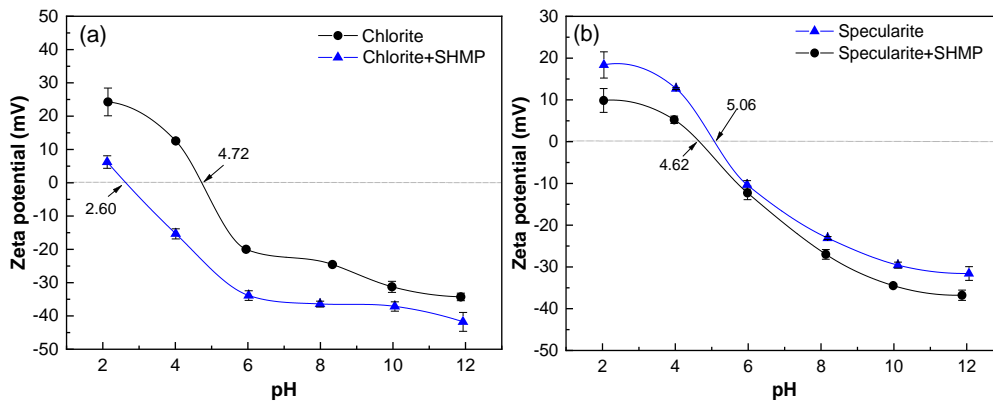 (a)
Chlorite
Chlorite+SHMP
50
40
30
20
10
0
-10
-20
-30
-40
-50
Zeta potential (mV)
4.72
2.60
2 4 6 8 10 12
pH
(b)
Specularite
Specularite+SHMP
30
20
10
0
-10
-20
-30
-40
-50
Zeta potential (mV)
5.06
4.62
2 4 6 8 10 12
pH